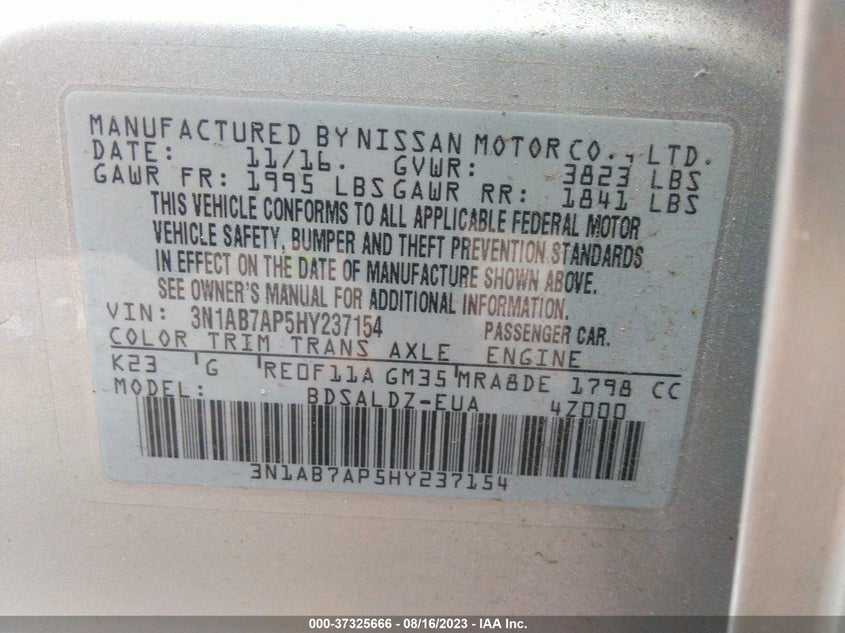 MANUFACTURED BY NISSAN MOTOR CO., LTD.
DATE: 11/16. GVWR: 3823 LBS
GAWR FR: 1995 LBS GAWR RR: 1841 LBS
THIS VEHICLE CONFORMS TO ALL APPLICABLE FEDERAL MOTOR
VEHICLE SAFETY, BUMPER AND THEFT PREVENTION STANDARDS
IN EFFECT ON THE DATE OF MANUFACTURE SHOWN ABOVE.
SEE OWNER'S MANUAL FOR ADDITIONAL INFORMATION.
VIN: 3N1AB7AP5HY237154 PASSENGER CAR.
COLOR TRIM TRANS AXLE ENGINE
K23 G RE0F11A GM35 MRA8DE 1798 CC
MODEL: BDSALDZ-EUA 4Z000
3N1AB7AP5HY237154
000-37325666 - 08/16/2023 - IAA Inc.